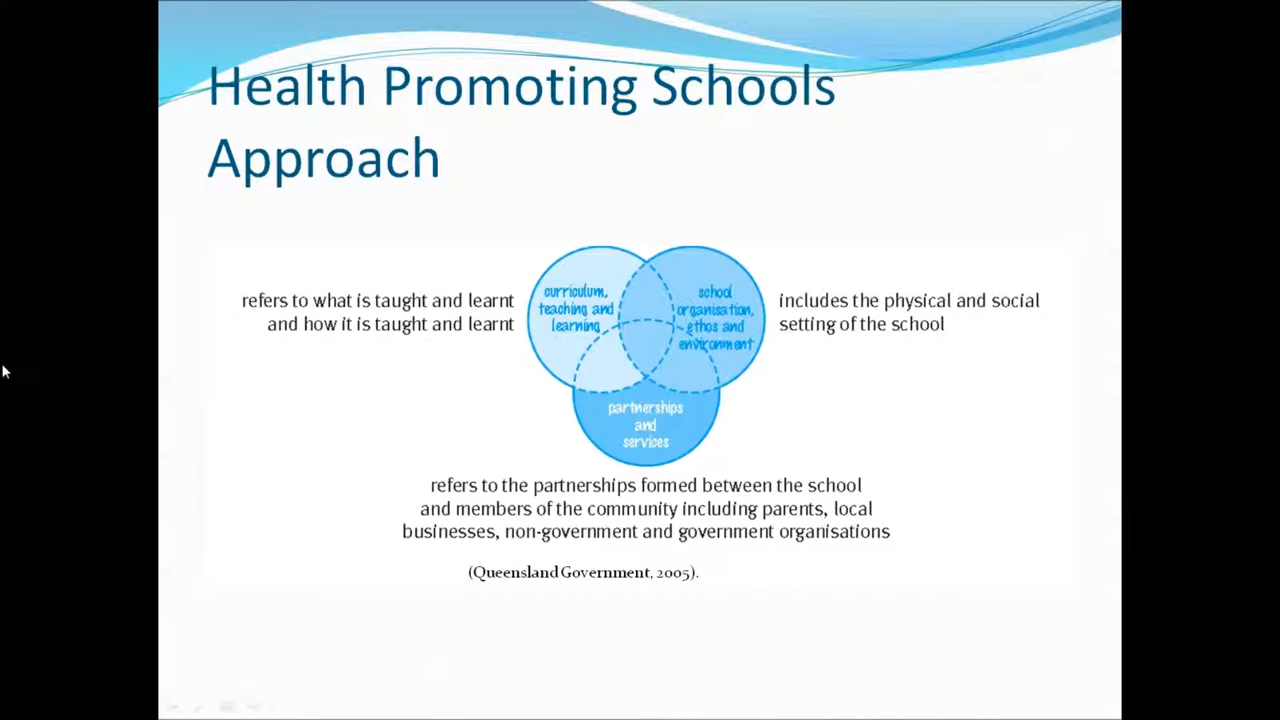 Health Promoting Schools
Approach
refers to what is taught and learnt
and how it is taught and learnt
curriculum,
teaching and
learning
school
organisation,
ethos and
environment
includes the physical and social
setting of the school
partnerships
and
services
refers to the partnerships formed between the school
and members of the community including parents, local
businesses, non-government and government organisations
(Queensland Government, 2005).